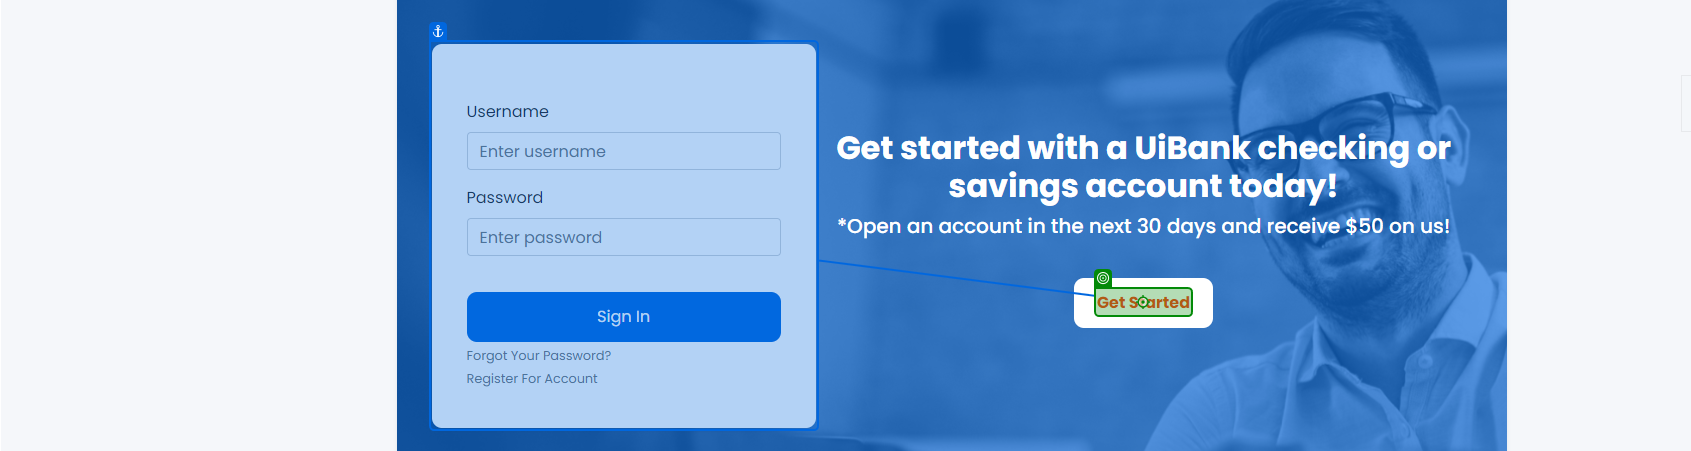 Username
Enter username
Password
Enter password
Sign In
Forgot Your Password?
Register For Account
Get started with a UiBank checking or
savings account today!
*Open an account in the next 30 days and receive $50 on us!
Get Started